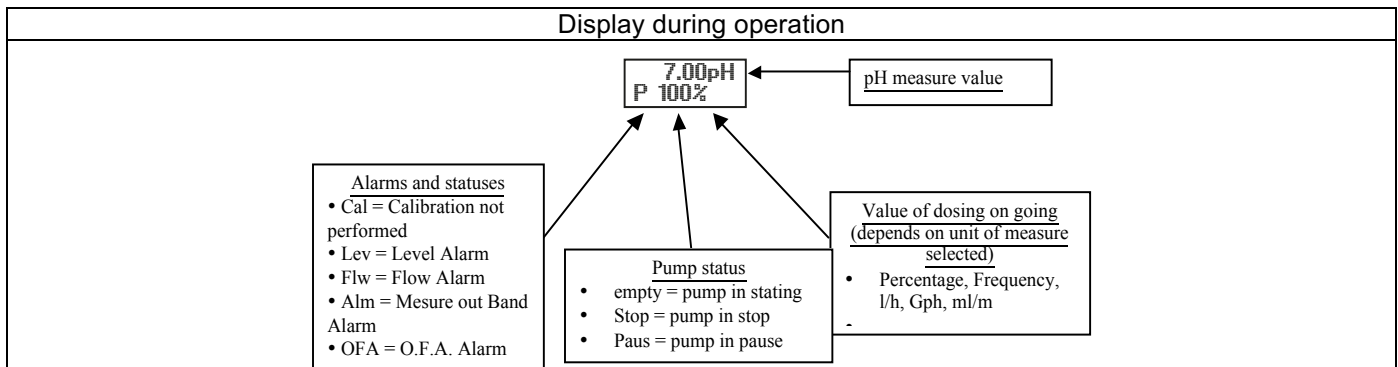 Display during operation
7.00pH
P 100%
pH measure value
Alarms and statuses
• Cal = Calibration not
performed
• Lev = Level Alarm
• Flw = Flow Alarm
• Alm = Mesure out Band
Alarm
• OFA = O.F.A. Alarm
Pump status
• empty = pump in stating
• Stop = pump in stop
• Paus = pump in pause
Value of dosing on going
(depends on unit of measure
selected)
• Percentage, Frequency,
l/h, Gph, ml/m
•